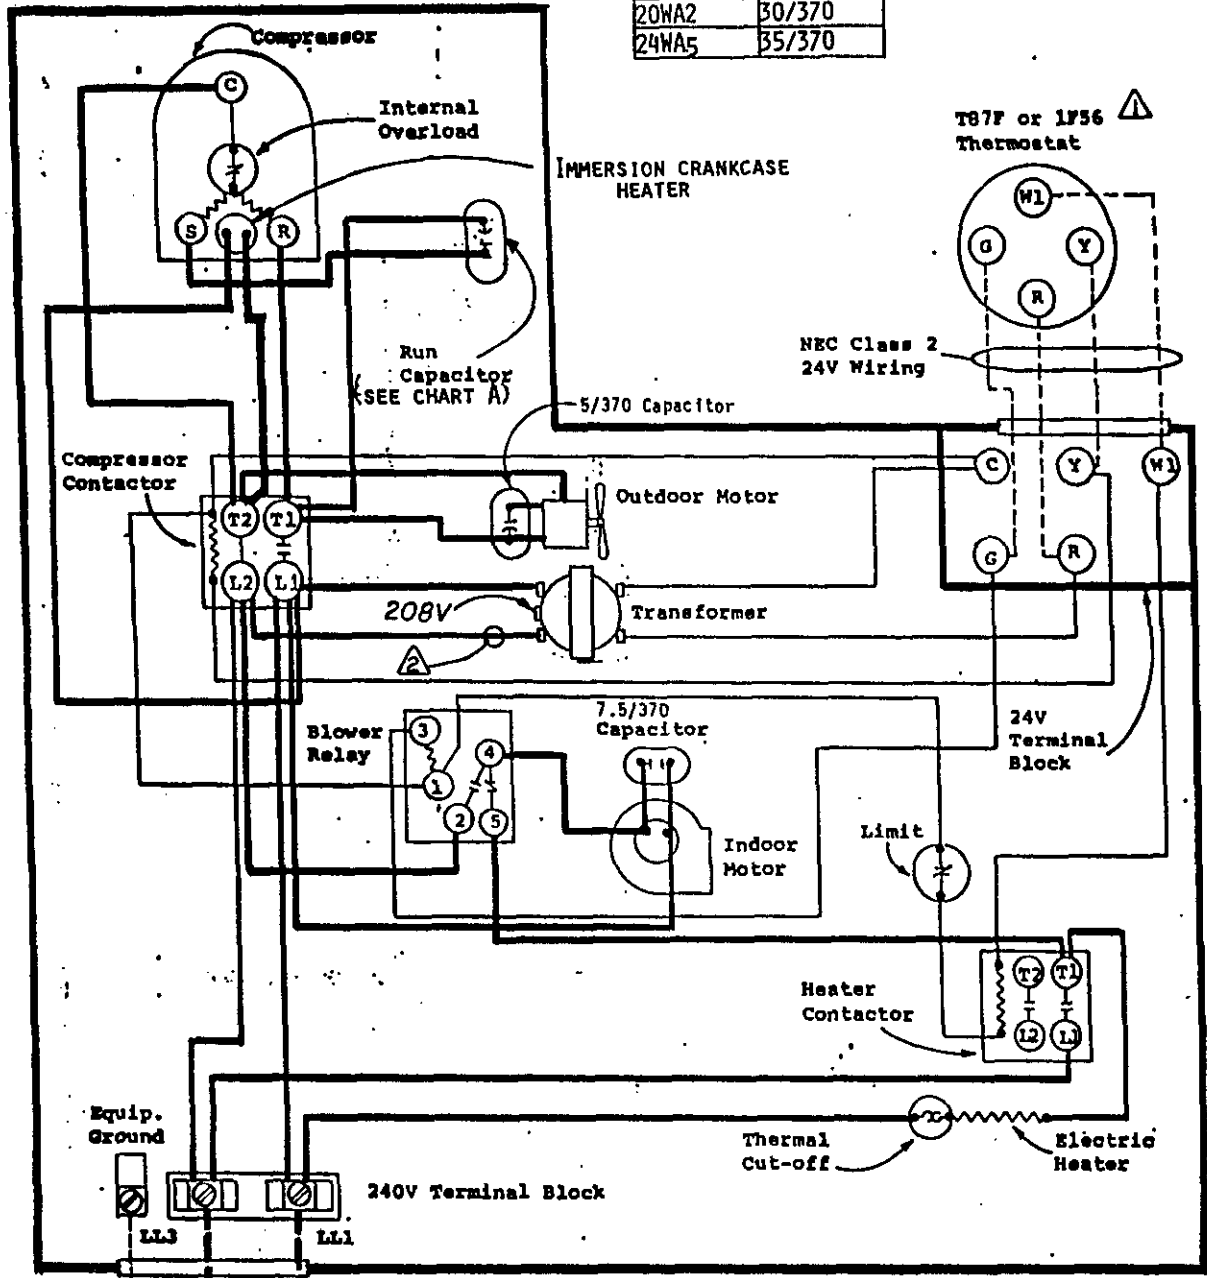 20WA2 30/370
24WA5 35/370
Compressor
C
Internal
Overload
IMMERSION CRANKCASE
HEATER
S
R
T87F or 1F56
Thermostat
1
W1
G
Y
R
NEC Class 2
24V Wiring
Run
Capacitor
(SEE CHART A)
5/370 Capacitor
Compressor
Contactor
Outdoor Motor
C
Y
W1
T2
T1
G
R
L2
L1
208V
Transformer
2
Blower
Relay
3
4
1
2
5
7.5/370
Capacitor
24V
Terminal
Block
Indoor
Motor
Limit
Heater
Contactor
T2
T1
L2
L1
Equip.
Ground
Thermal
Cut-off
Electric
Heater
240V Terminal Block
LL3
LL1